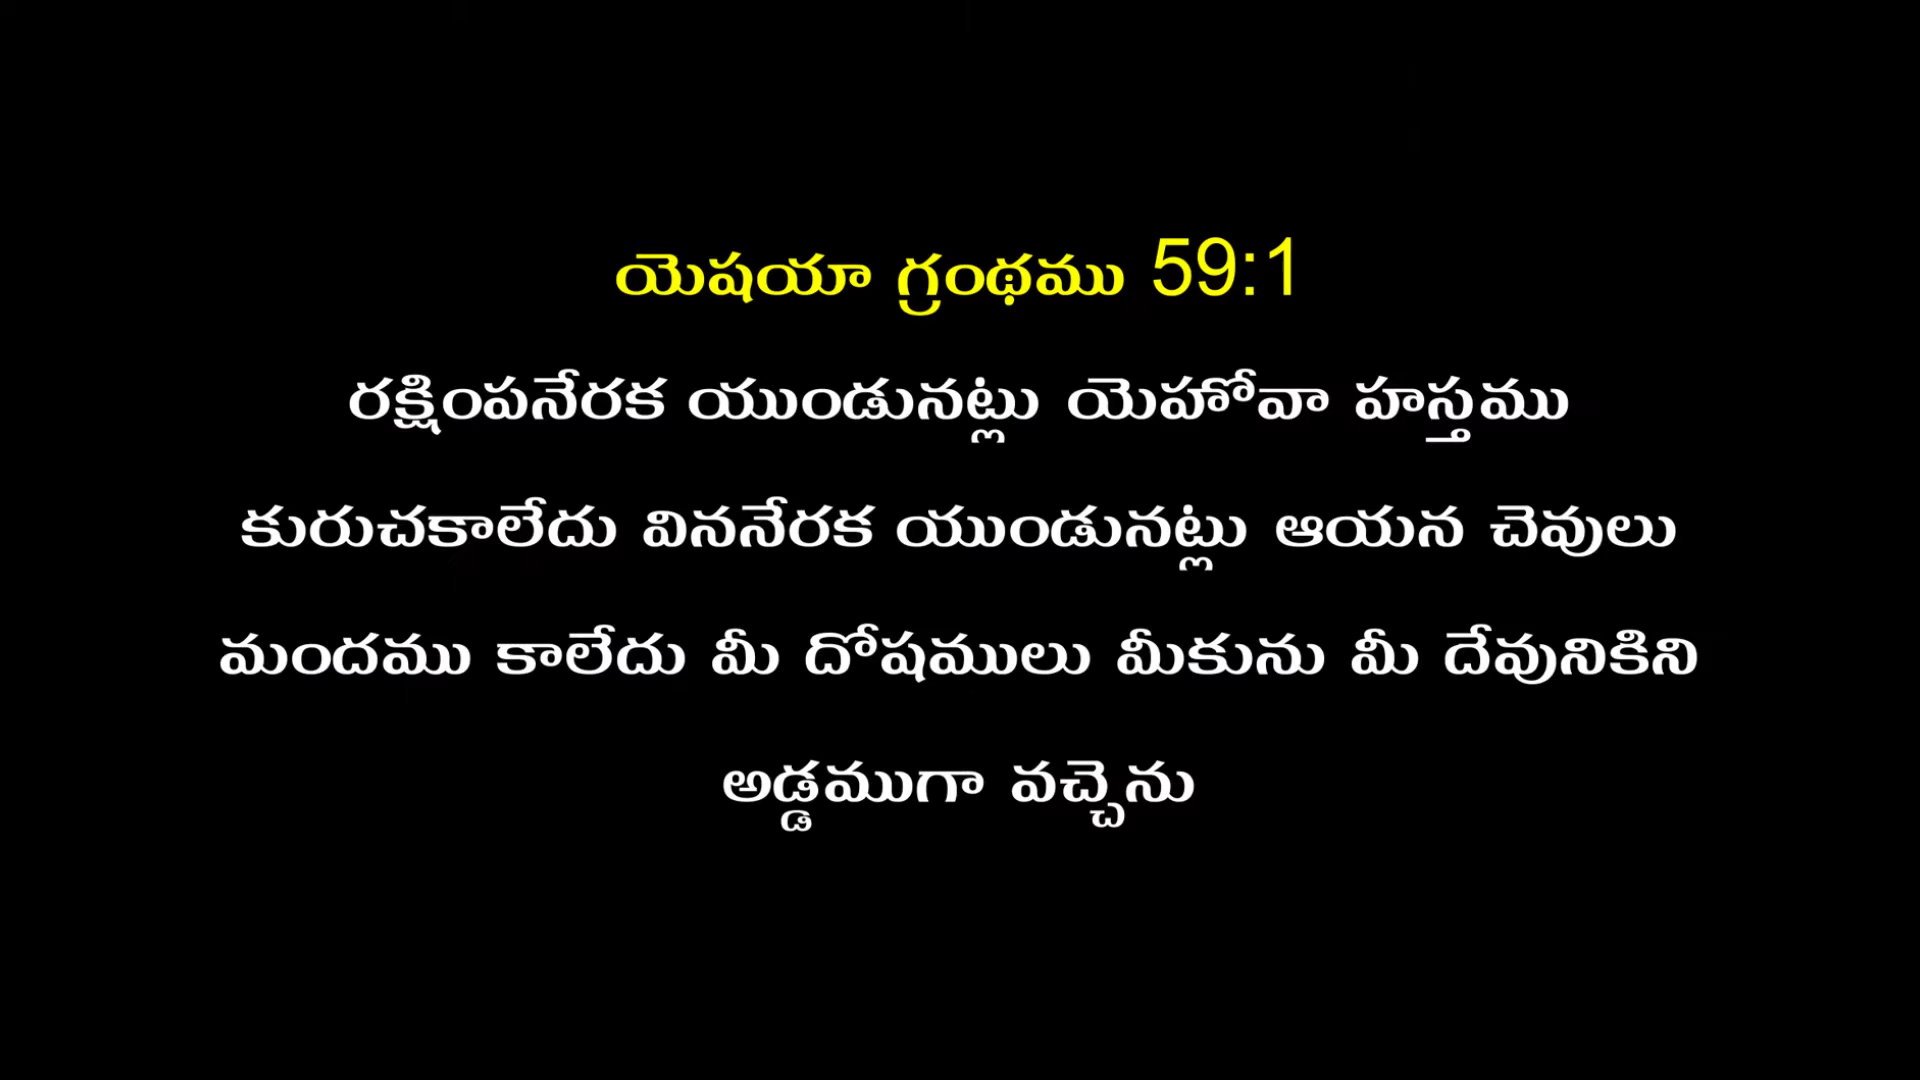 యెషయా గ్రంథము 59:1
రక్షింపనేరక యుండునట్లు యెహోవా హస్తము
కురుచకాలేదు విననేరక యుండునట్లు ఆయన చెవులు
మందము కాలేదు మీ దోషములు మీకును మీ దేవునికిని
అడ్డముగా వచ్చెను